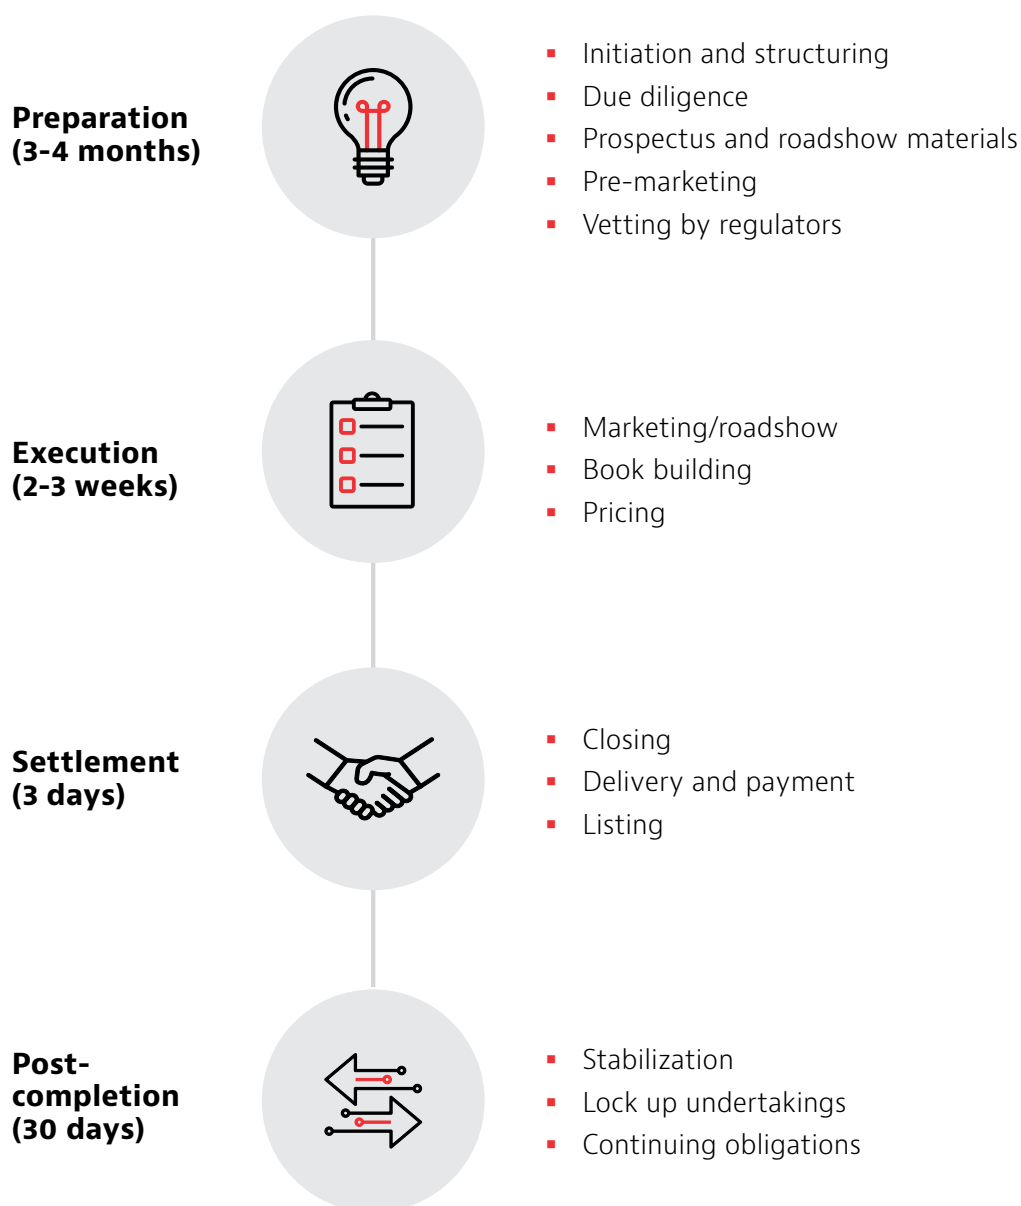 Preparation
(3-4 months)
▪ Initiation and structuring
▪ Due diligence
▪ Prospectus and roadshow materials
▪ Pre-marketing
▪ Vetting by regulators
Execution
(2-3 weeks)
▪ Marketing/roadshow
▪ Book building
▪ Pricing
Settlement
(3 days)
▪ Closing
▪ Delivery and payment
▪ Listing
Post-
completion
(30 days)
▪ Stabilization
▪ Lock up undertakings
▪ Continuing obligations